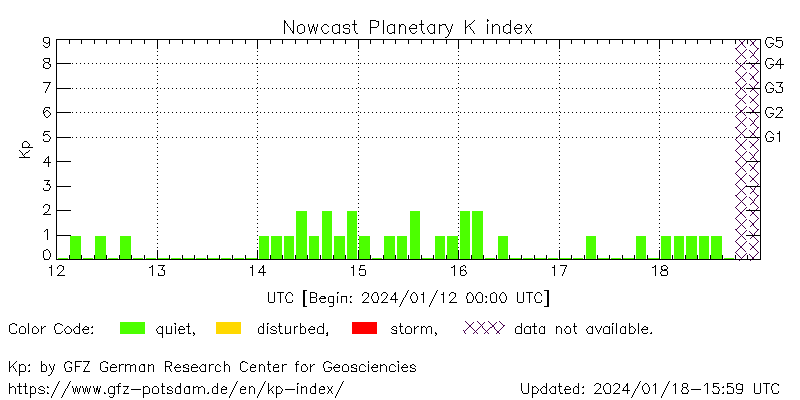 Nowcast Planetary K index
9 G5
8 G4
7 G3
6 G2
5 G1
4
3
2
1
0
Kp
12 13 14 15 16 17 18
UTC [Begin: 2024/01/12 00:00 UTC]
Color Code: quiet, disturbed, storm, data not available.
Kp: by GFZ German Research Center for Geosciencies
https://www.gfz-potsdam.de/en/kp-index/ Updated: 2024/01/18-15:59 UTC